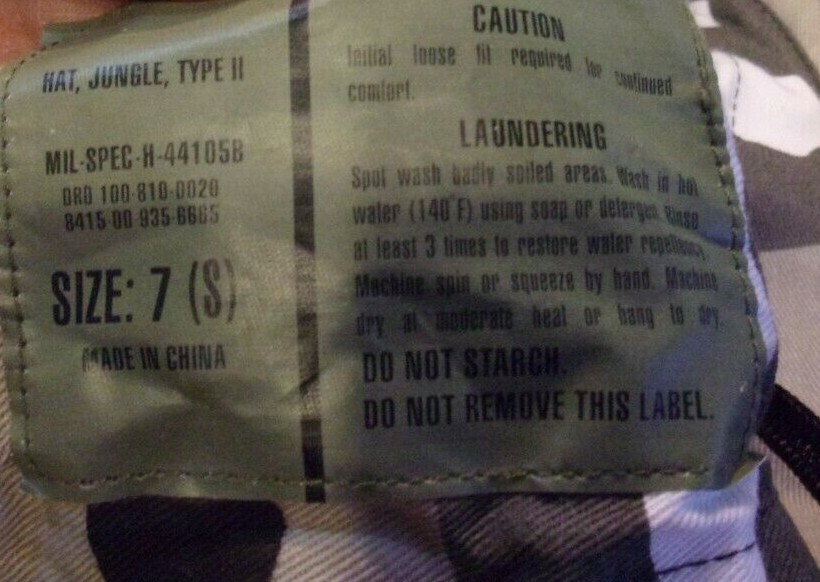 HAT, JUNGLE, TYPE II
MIL-SPEC-H-44105B
DRD 100-810-0020
8415-00-935-6665
SIZE: 7 (S)
MADE IN CHINA
CAUTION
Initial loose fit required for continued
comfort.
LAUNDERING
Spot wash badly soiled areas. Wash in hot
water (140°F) using soap or detergen Rinse
at least 3 times to restore water repellency.
Machine spin or squeeze by hand. Machine
dry at moderate heat or hang to dry.
DO NOT STARCH.
DO NOT REMOVE THIS LABEL.